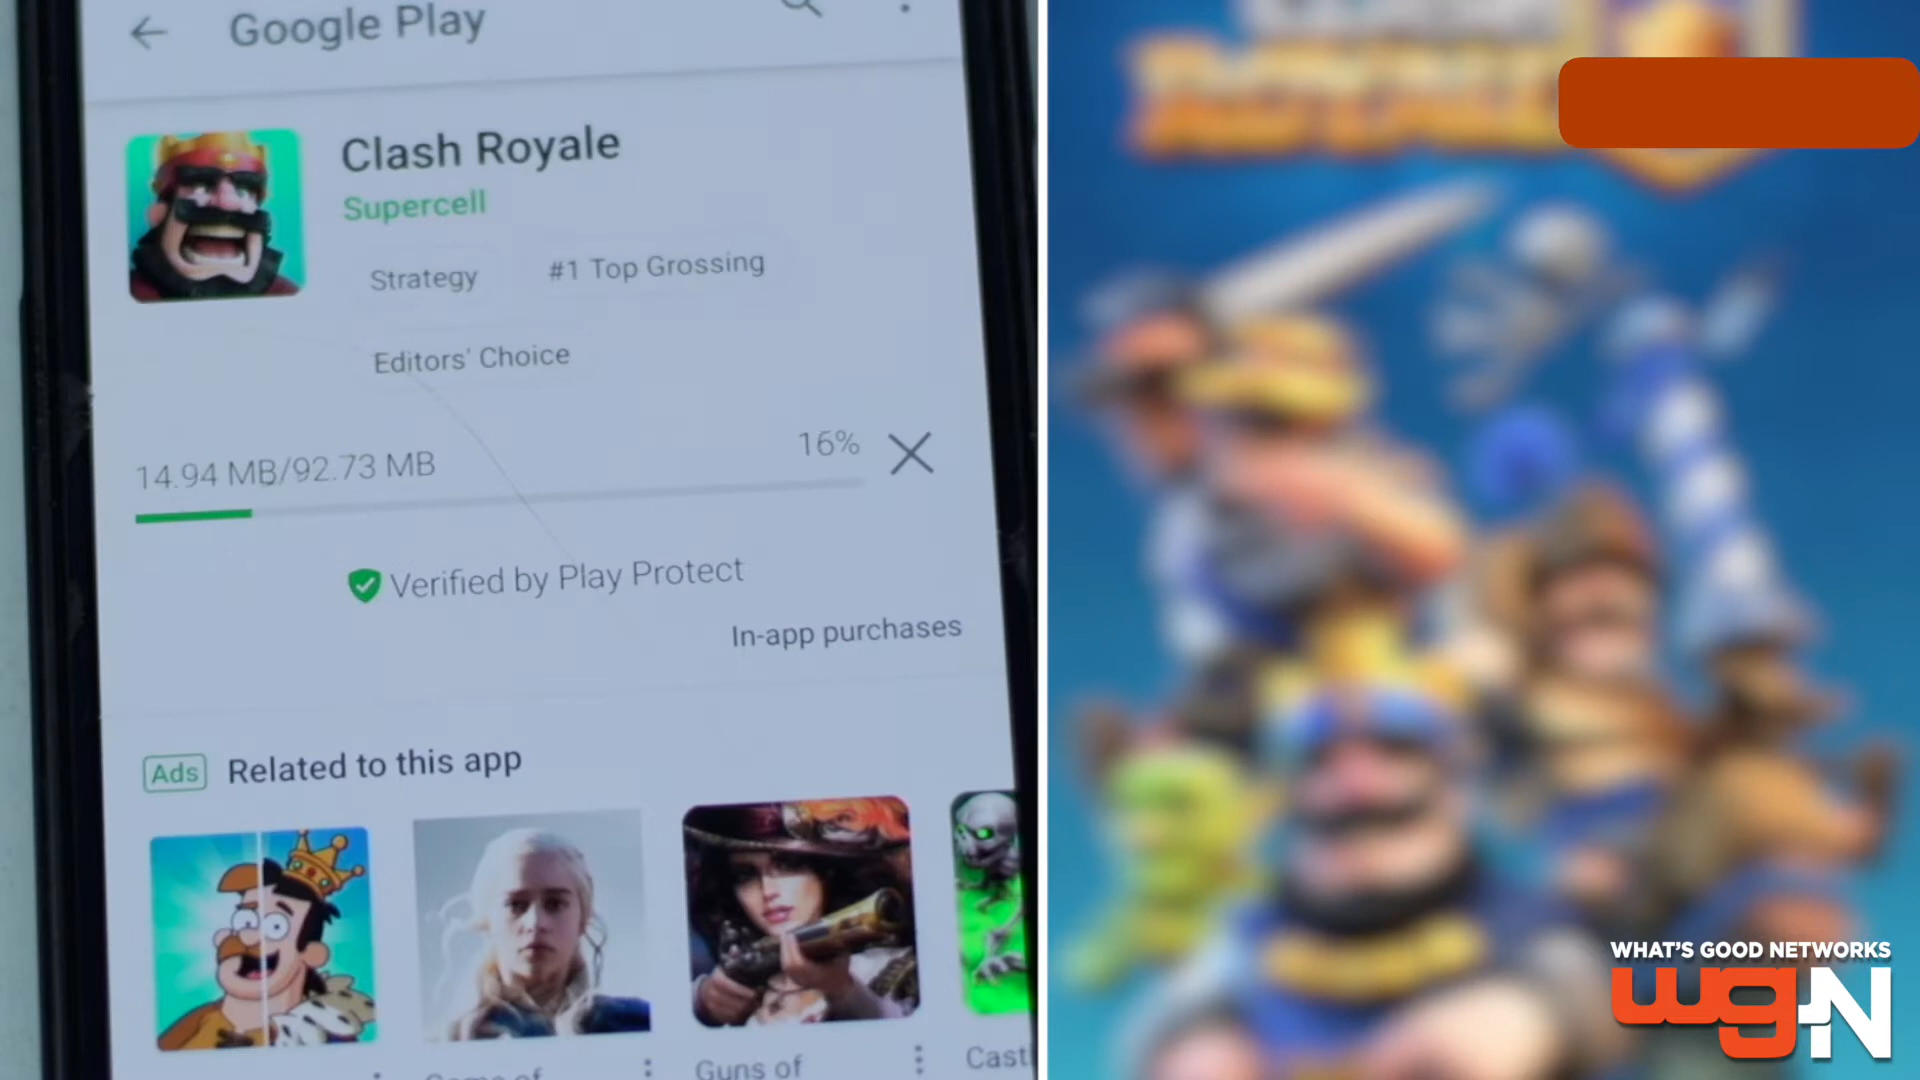 Google Play
Clash Royale
Supercell
Strategy
#1 Top Grossing
Editors' Choice
14.94 MB/92.73 MB
16%
Verified by Play Protect
In-app purchases
Ads
Related to this app
Guns of
WHAT'S GOOD NETWORKS
wgN